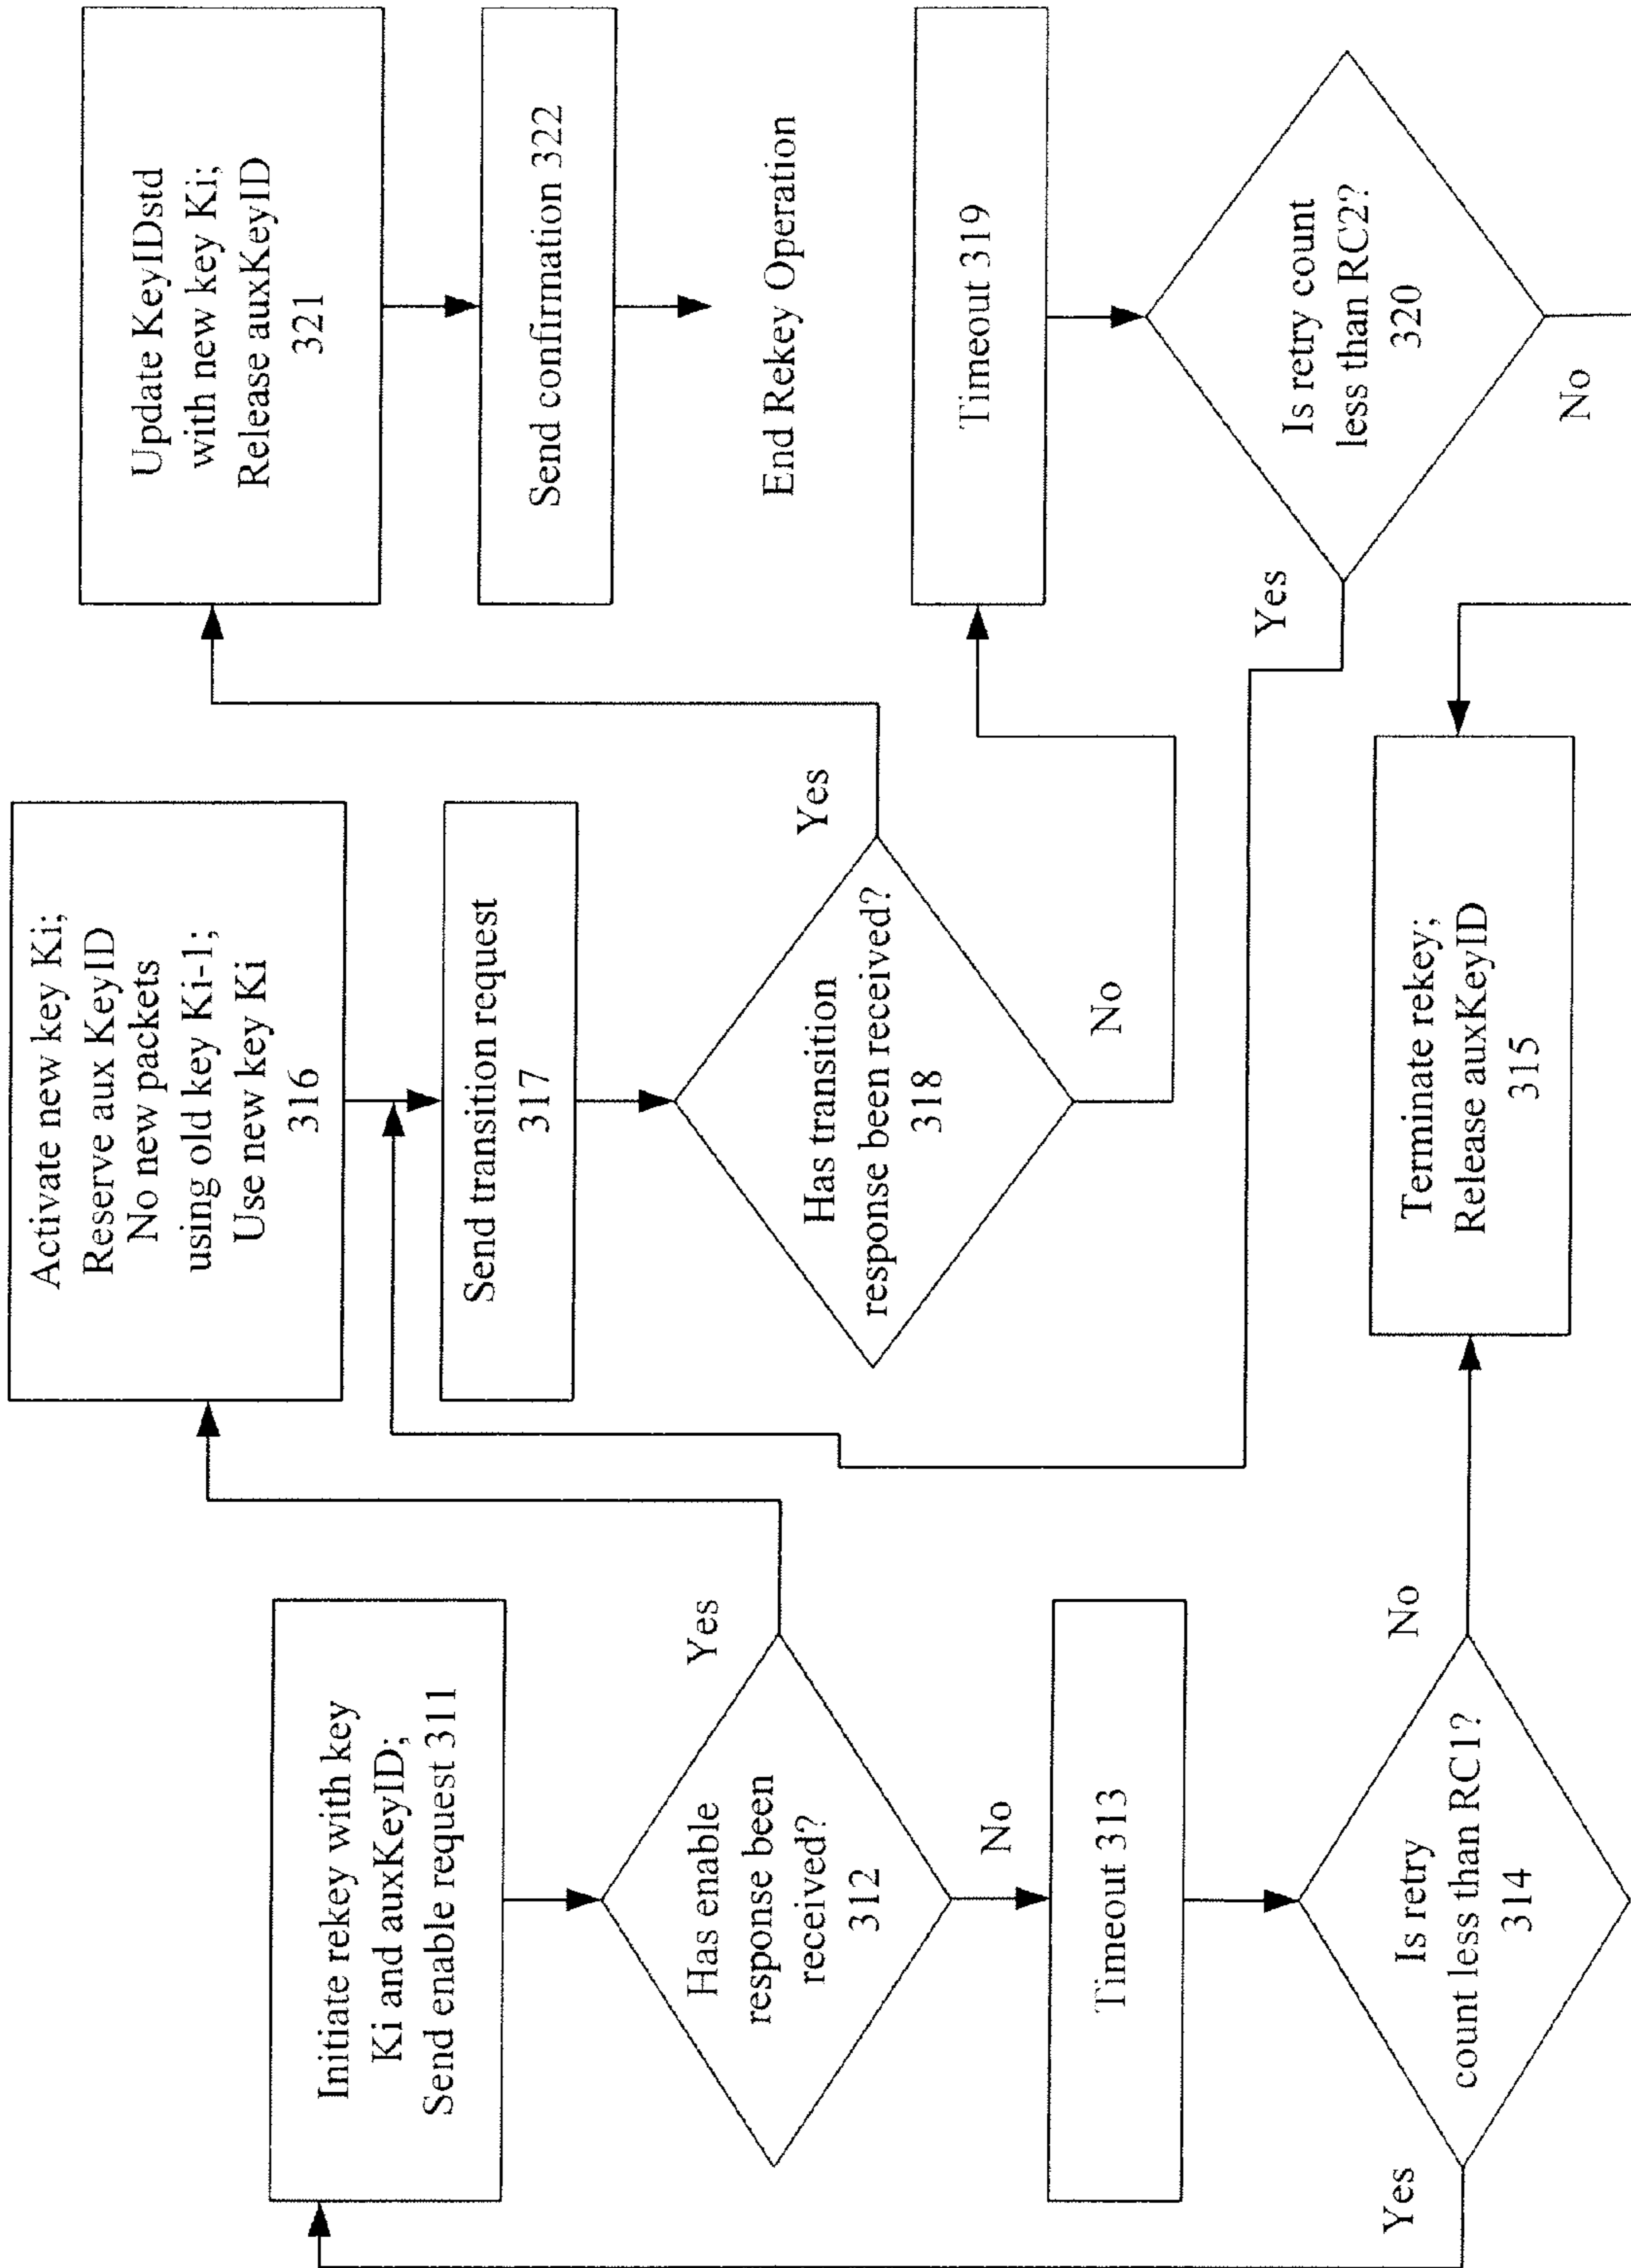 Initiate rekey with key
Ki and auxKeyID;
Send enable request 311
Has enable
response been
received?
312
Yes
No
Timeout 313
Is retry
count less than RC1?
314
Yes
No
Activate new key Ki;
Reserve aux KeyID
No new packets
using old key Ki-1;
Use new key Ki
316
Send transition request
317
Has transition
response been received?
318
Yes
No
Terminate rekey;
Release auxKeyID
315
Update KeyIDstd
with new key Ki;
Release auxKeyID
321
Send confirmation 322
End Rekey Operation
Timeout 319
Is retry count
less than RC2?
320
Yes
No